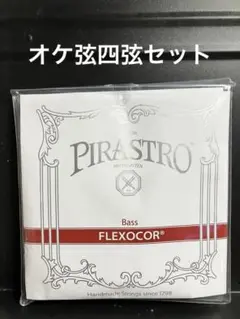 オケ弦四弦セット
PIRASTRO
Bass
FLEXOCOR®
Handmade Strings since 1798